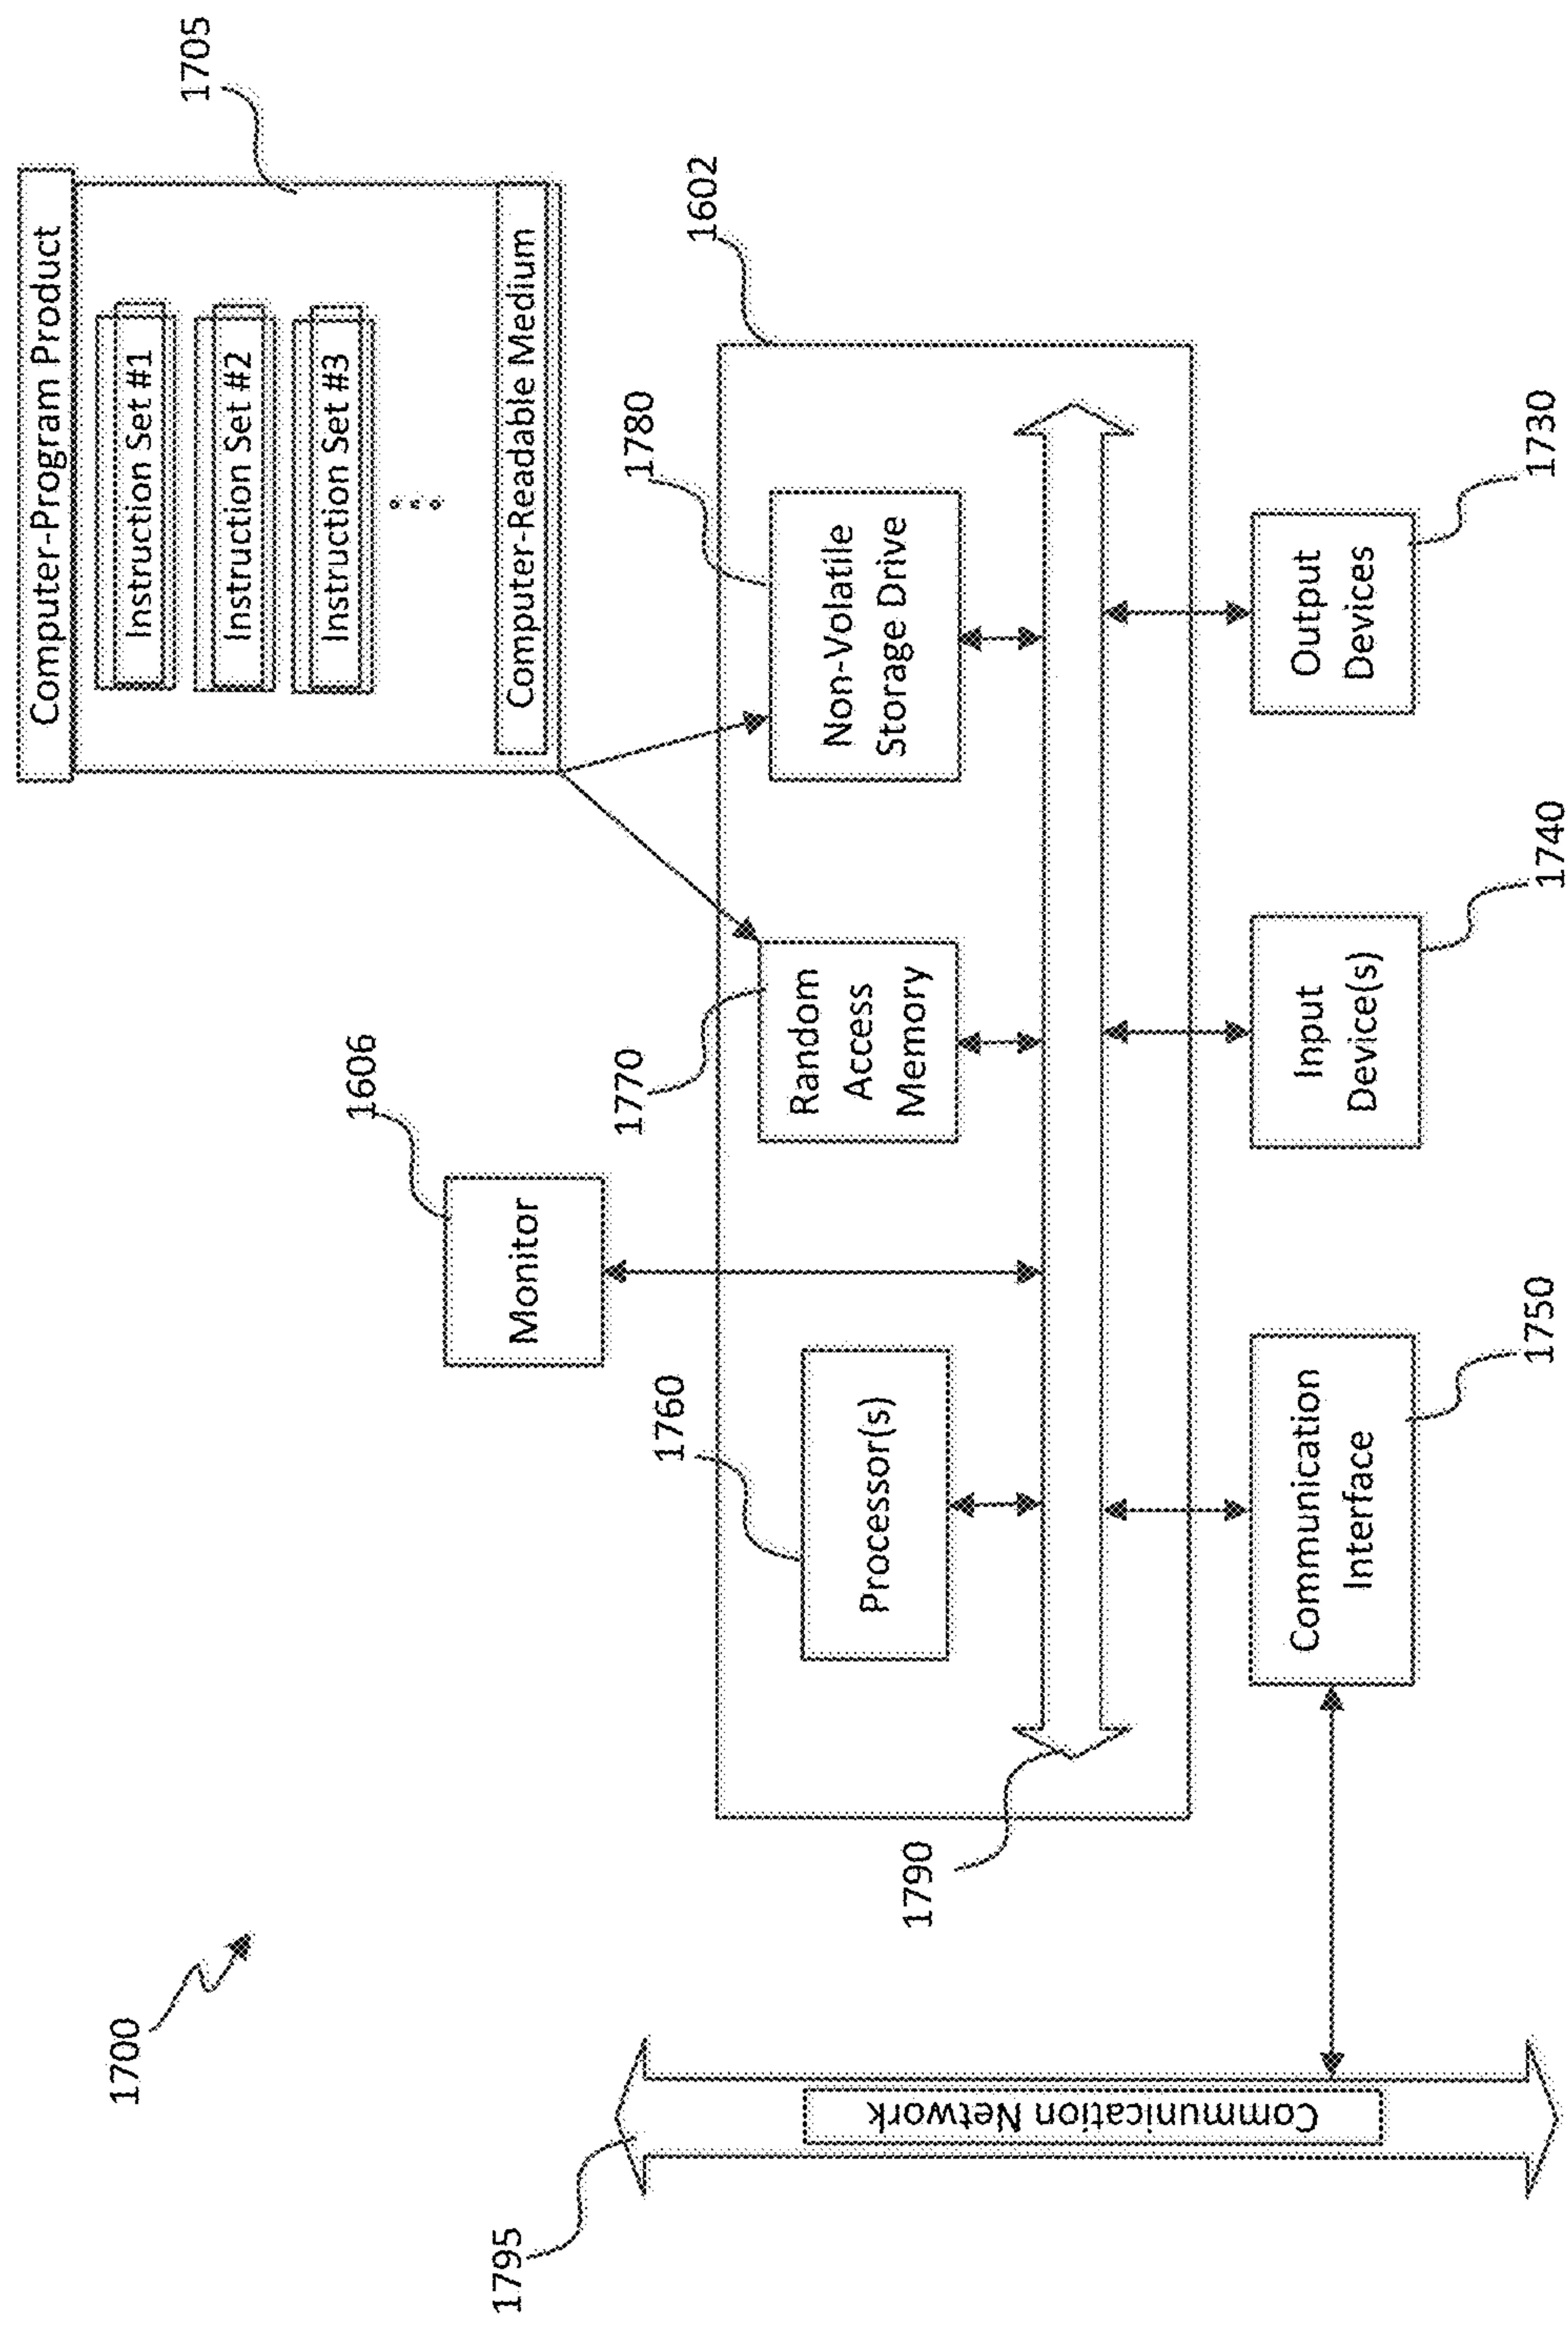 1700
Computer-Program Product
Instruction Set #1
Instruction Set #2
Instruction Set #3
Computer-Readable Medium
1705
1606
Monitor
1602
1760
Processor(s)
1770
Random
Access
Memory
1780
Non-Volatile
Storage Drive
1790
1795
Communication Network
Communication
Interface
1750
Input
Device(s)
1740
Output
Devices
1730